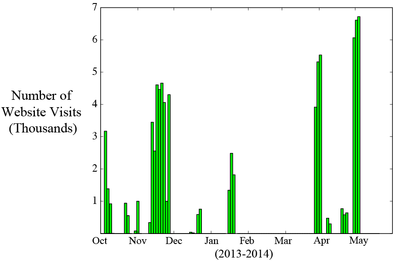 7
6
5
4
3
2
1
Number of
Website Visits
(Thousands)
Oct Nov Dec Jan Feb Mar Apr May
(2013-2014)